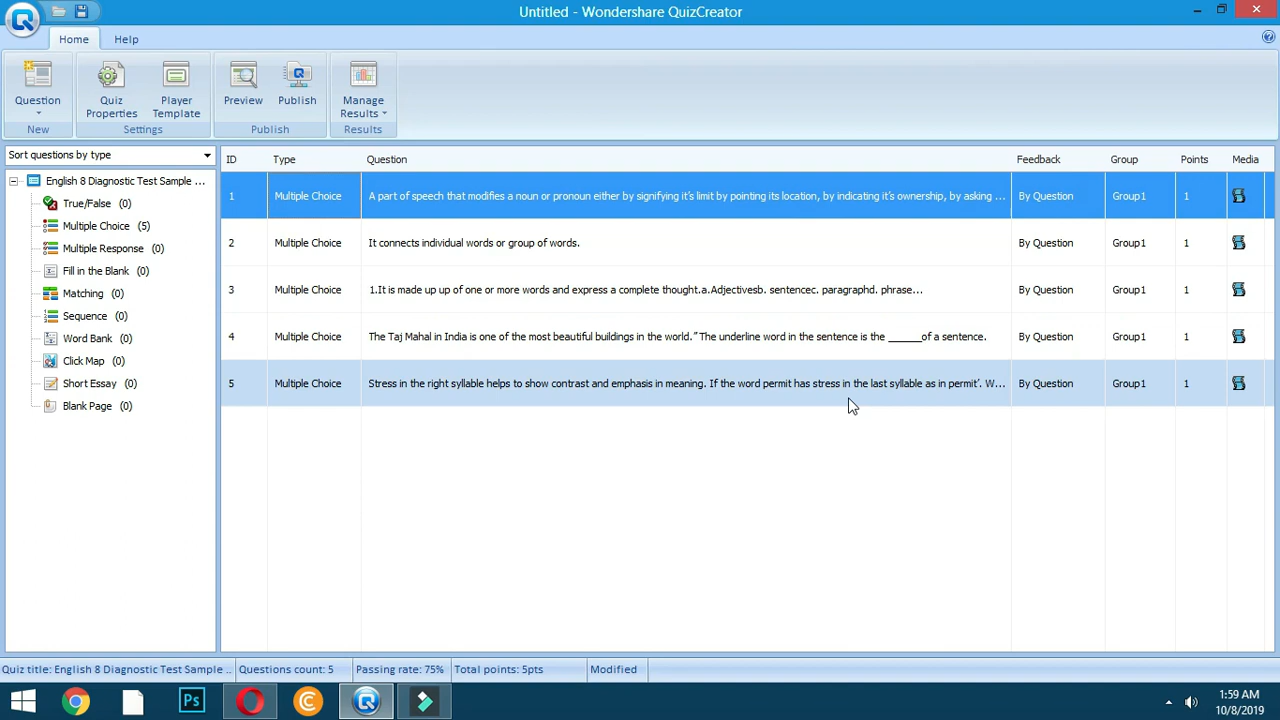 Untitled - Wondershare QuizCreator
Home Help
Question Quiz Properties Player Template Preview Publish Manage Results
New Settings Publish Results
Sort questions by type
English 8 Diagnostic Test Sample ...
True/False (0)
Multiple Choice (5)
Multiple Response (0)
Fill in the Blank (0)
Matching (0)
Sequence (0)
Word Bank (0)
Click Map (0)
Short Essay (0)
Blank Page (0)
ID Type Question Feedback Group Points Media
1 Multiple Choice A part of speech that modifies a noun or pronoun either by signifying it's limit by pointing its location, by indicating it's ownership, by asking ... By Question Group1 1
2 Multiple Choice It connects individual words or group of words. By Question Group1 1
3 Multiple Choice 1.It is made up up of one or more words and express a complete thought.a.Adjectivesb. sentencec. paragraphd. phrase... By Question Group1 1
4 Multiple Choice The Taj Mahal in India is one of the most beautiful buildings in the world." The underline word in the sentence is the ______of a sentence. By Question Group1 1
5 Multiple Choice Stress in the right syllable helps to show contrast and emphasis in meaning. If the word permit has stress in the last syllable as in permit'. W... By Question Group1 1
Quiz title: English 8 Diagnostic Test Sample .. Questions count: 5 Passing rate: 75% Total points: 5pts Modified
Ps
1:59 AM
10/8/2019